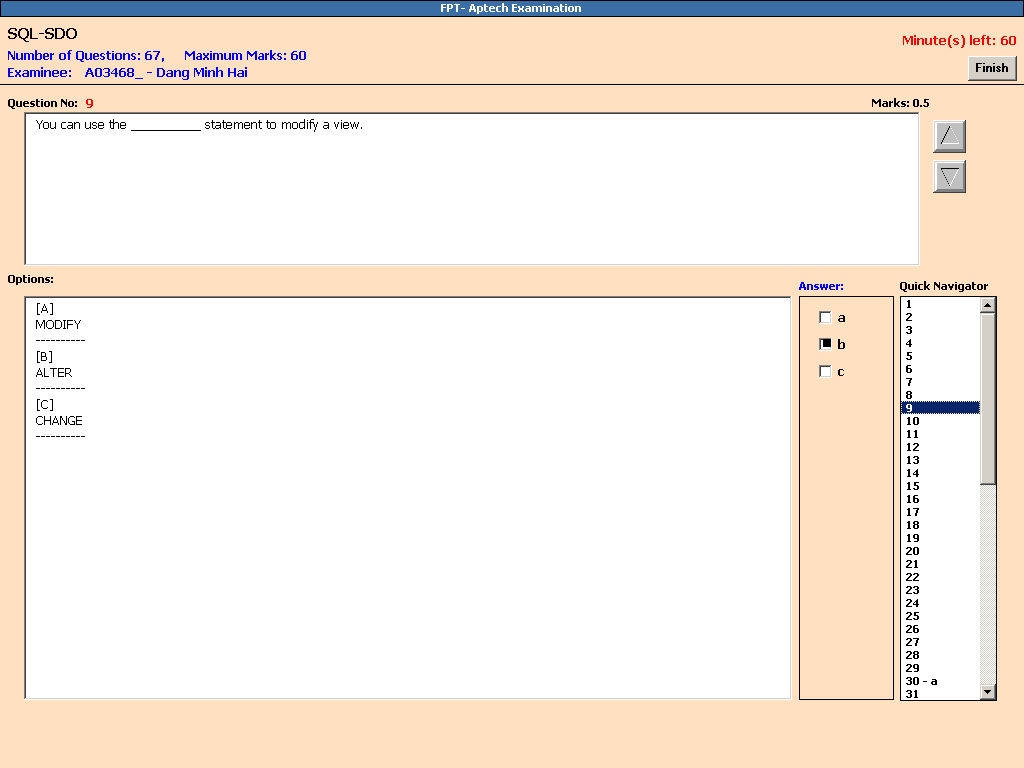 FPT- Aptech Examination
SQL-SDO
Number of Questions: 67, Maximum Marks: 60
Minute(s) left: 60
Examinee: A03468_ - Dang Minh Hai
Finish
Question No: 9
Marks: 0.5
You can use the ___________ statement to modify a view.
Options:
Answer:
Quick Navigator
[A]
MODIFY
----------
[B]
ALTER
----------
[C]
CHANGE
----------
a
b
c
1
2
3
4
5
6
7
8
9
10
11
12
13
14
15
16
17
18
19
20
21
22
23
24
25
26
27
28
29
30 - a
31